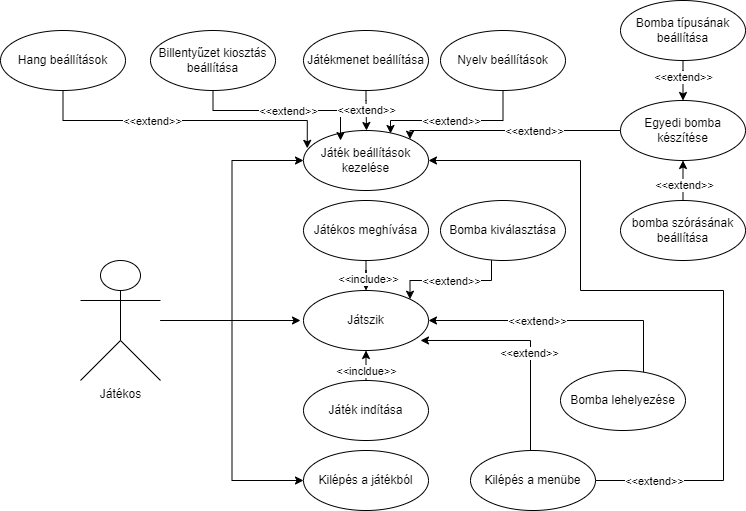 Bomba típusának
beállítása
Hang beállítások
Billentyűzet kiosztás
beállítása
Játékmenet beállítása
Nyelv beállítások
<<extend>>
<<extend>>
<<extend>>
<<extend>>
<<extend>>
<<extend>>
Egyedi bomba
készítése
Játék beállítások
kezelése
<<extend>>
bomba szórásának
beállítása
Játékos meghívása
Bomba kiválasztása
<<include>>
<<extend>>
Játszik
<<extend>>
<<extend>>
<<incldue>>
Játékos
Játék indítása
Bomba lehelyezése
Kilépés a játékból
Kilépés a menübe
<<extend>>